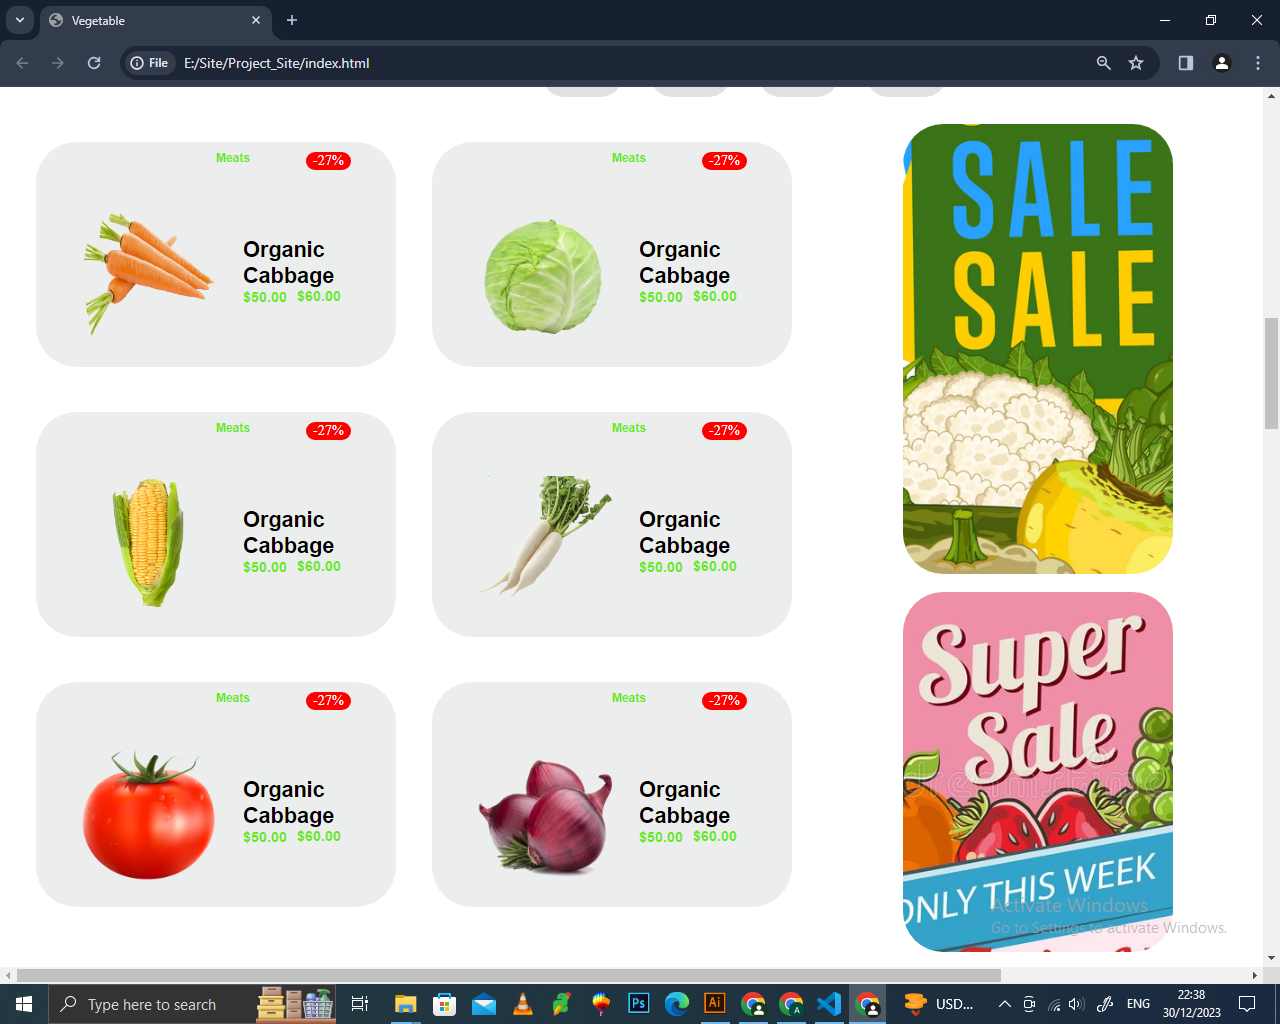 Vegetable
File
E:/Site/Project_Site/index.html
Meats
-27%
Organic
Cabbage
$50.00 $60.00
Meats
-27%
Organic
Cabbage
$50.00 $60.00
Meats
-27%
Organic
Cabbage
$50.00 $60.00
Meats
-27%
Organic
Cabbage
$50.00 $60.00
Meats
-27%
Organic
Cabbage
$50.00 $60.00
Meats
-27%
Organic
Cabbage
$50.00 $60.00
SALE
SALE
Super
Sale
dreamstime
ONLY THIS WEEK
Activate Windows
Go to Settings to activate Windows.
Type here to search
Ps
Ai
A
USD...
ENG
22:38
30/12/2023